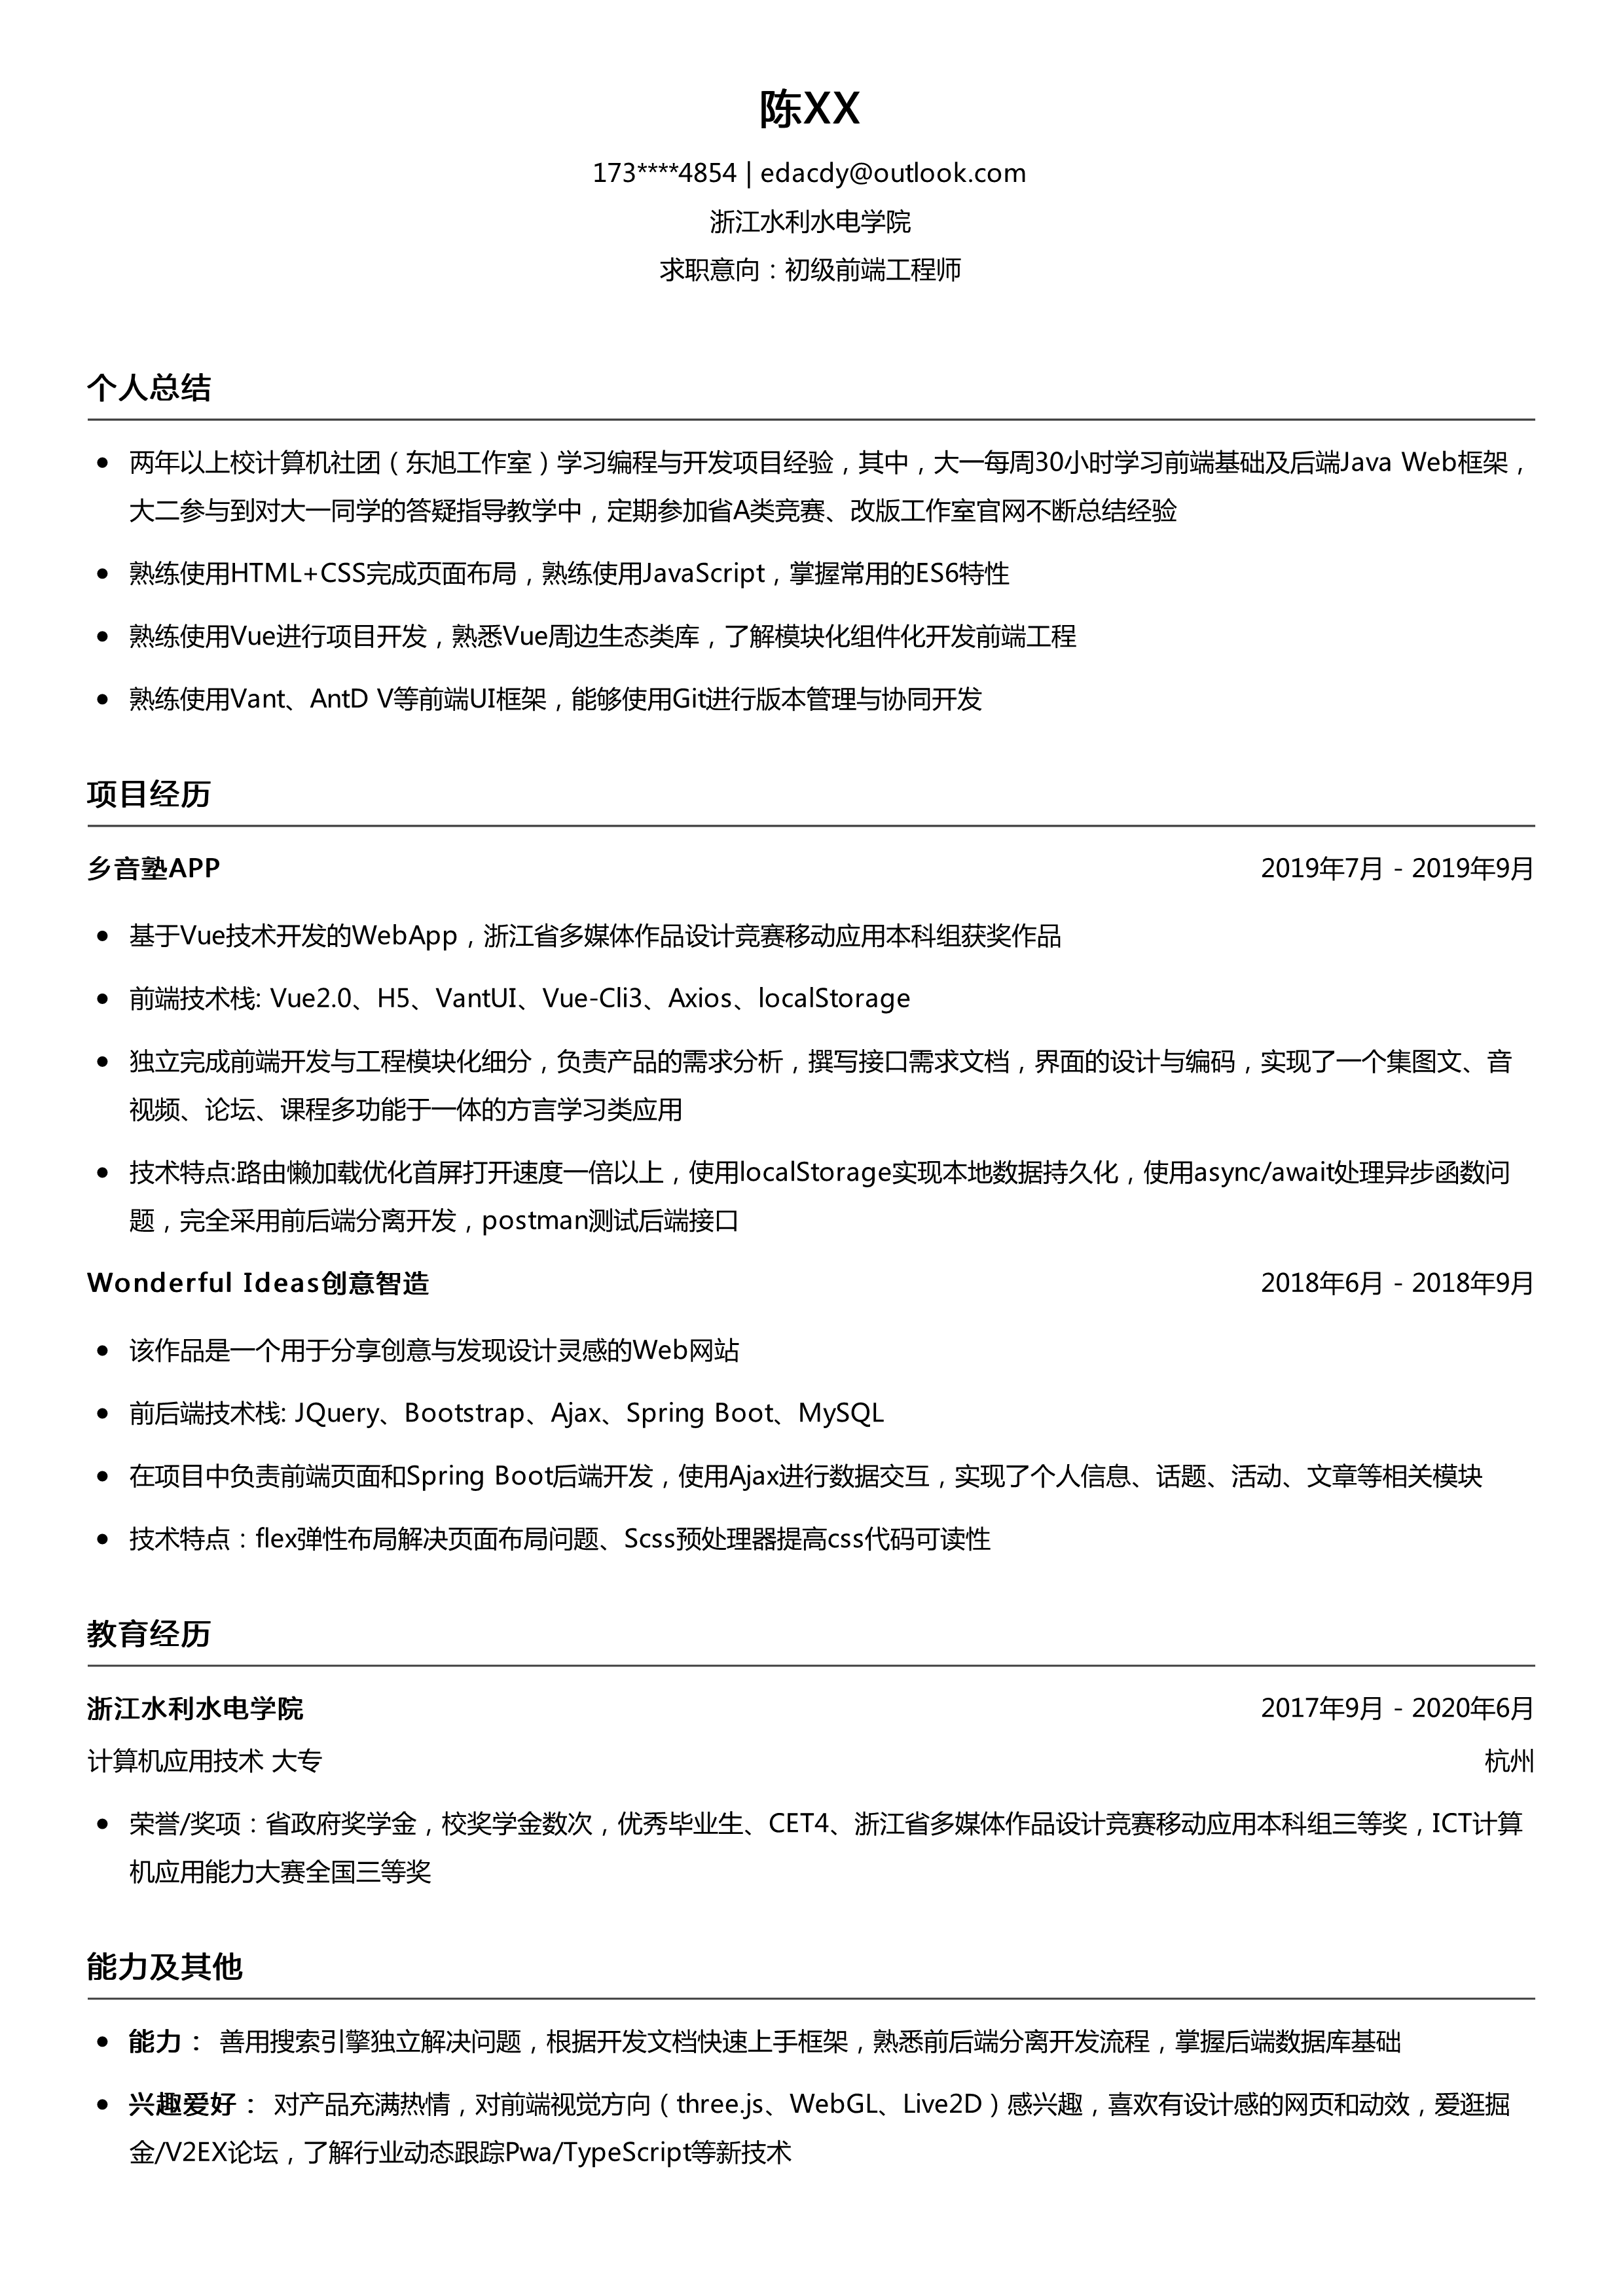 陈XX
173****4854 | edacdy@outlook.com
浙江水利水电学院
求职意向：初级前端工程师
个人总结
● 两年以上校计算机社团（东旭工作室）学习编程与开发项目经验，其中，大一每周30小时学习前端基础及后端Java Web框架，
大二参与到对大一同学的答疑指导教学中，定期参加省A类竞赛、改版工作室官网不断总结经验
● 熟练使用HTML+CSS完成页面布局，熟练使用JavaScript，掌握常用的ES6特性
● 熟练使用Vue进行项目开发，熟悉Vue周边生态类库，了解模块化组件化开发前端工程
● 熟练使用Vant、AntD V等前端UI框架，能够使用Git进行版本管理与协同开发
项目经历
乡音塾APP 2019年7月 - 2019年9月
● 基于Vue技术开发的WebApp，浙江省多媒体作品设计竞赛移动应用本科组获奖作品
● 前端技术栈: Vue2.0、H5、VantUI、Vue-Cli3、Axios、localStorage
● 独立完成前端开发与工程模块化细分，负责产品的需求分析，撰写接口需求文档，界面的设计与编码，实现了一个集图文、音
视频、论坛、课程多功能于一体的方言学习类应用
● 技术特点:路由懒加载优化首屏打开速度一倍以上，使用localStorage实现本地数据持久化，使用async/await处理异步函数问
题，完全采用前后端分离开发，postman测试后端接口
Wonderful Ideas创意智造 2018年6月 - 2018年9月
● 该作品是一个用于分享创意与发现设计灵感的Web网站
● 前后端技术栈: JQuery、Bootstrap、Ajax、Spring Boot、MySQL
● 在项目中负责前端页面和Spring Boot后端开发，使用Ajax进行数据交互，实现了个人信息、话题、活动、文章等相关模块
● 技术特点：flex弹性布局解决页面布局问题、Scss预处理器提高css代码可读性
教育经历
浙江水利水电学院 2017年9月 - 2020年6月
计算机应用技术 大专 杭州
● 荣誉/奖项：省政府奖学金，校奖学金数次，优秀毕业生、CET4、浙江省多媒体作品设计竞赛移动应用本科组三等奖，ICT计算
机应用能力大赛全国三等奖
能力及其他
● 能力： 善用搜索引擎独立解决问题，根据开发文档快速上手框架，熟悉前后端分离开发流程，掌握后端数据库基础
● 兴趣爱好： 对产品充满热情，对前端视觉方向（three.js、WebGL、Live2D）感兴趣，喜欢有设计感的网页和动效，爱逛掘
金/V2EX论坛，了解行业动态跟踪Pwa/TypeScript等新技术